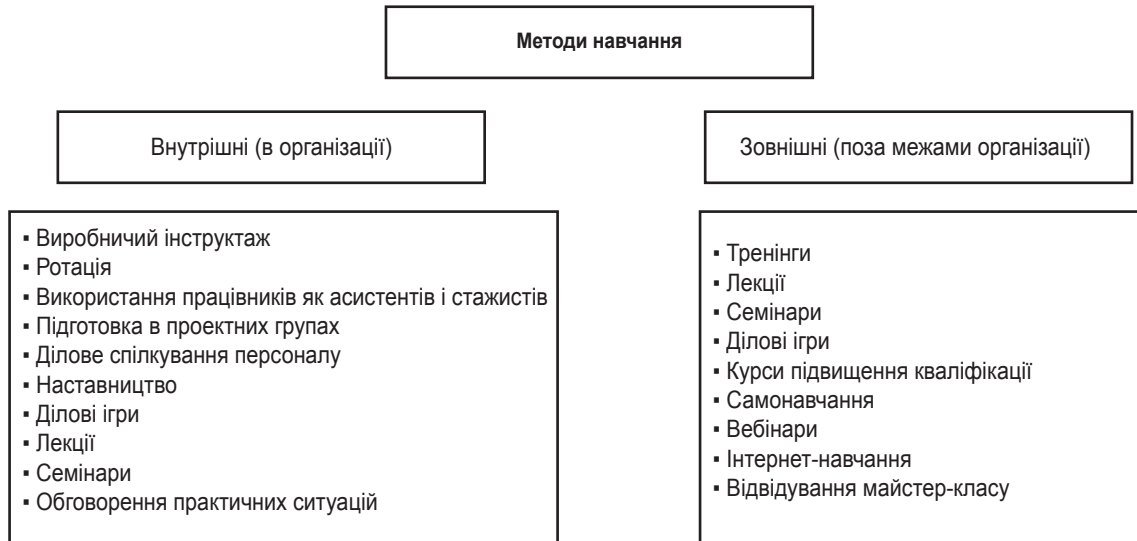 Методи навчання
Внутрішні (в організації)
Зовнішні (поза межами організації)
▪ Виробничий інструктаж
▪ Ротація
▪ Використання працівників як асистентів і стажистів
▪ Підготовка в проектних групах
▪ Ділове спілкування персоналу
▪ Наставництво
▪ Ділові ігри
▪ Лекції
▪ Семінари
▪ Обговорення практичних ситуацій
▪ Тренінги
▪ Лекції
▪ Семінари
▪ Ділові ігри
▪ Курси підвищення кваліфікації
▪ Самонавчання
▪ Вебінари
▪ Інтернет-навчання
▪ Відвідування майстер-класу